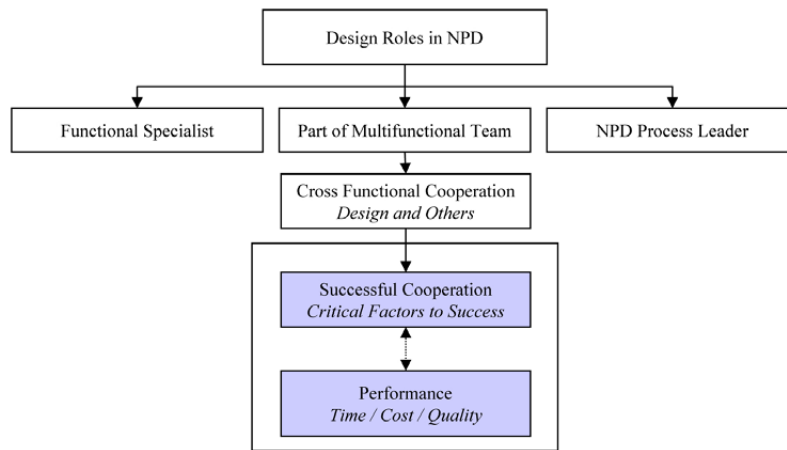 Design Roles in NPD
Functional Specialist
Part of Multifunctional Team
NPD Process Leader
Cross Functional Cooperation
Design and Others
Successful Cooperation
Critical Factors to Success
Performance
Time / Cost / Quality